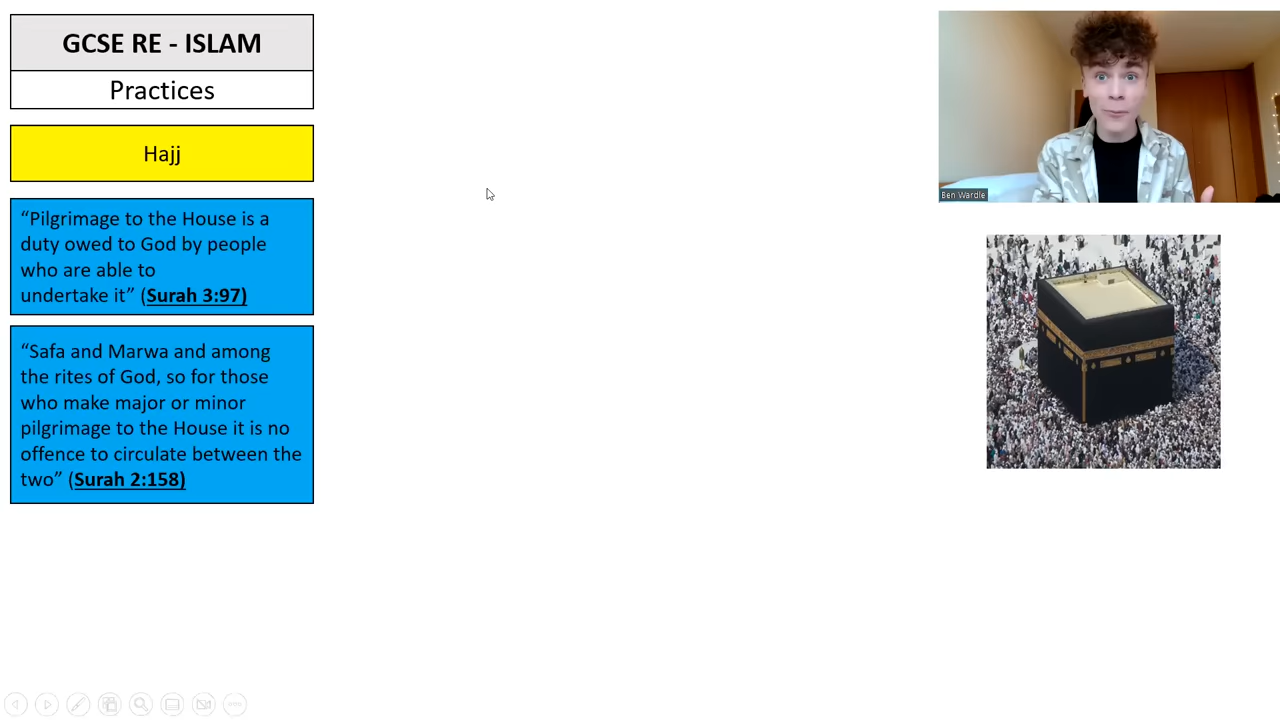 GCSE RE - ISLAM
Practices
Hajj
“Pilgrimage to the House is a
duty owed to God by people
who are able to
undertake it” (Surah 3:97)
“Safa and Marwa and among
the rites of God, so for those
who make major or minor
pilgrimage to the House it is no
offence to circulate between the
two” (Surah 2:158)
Ben Wardle